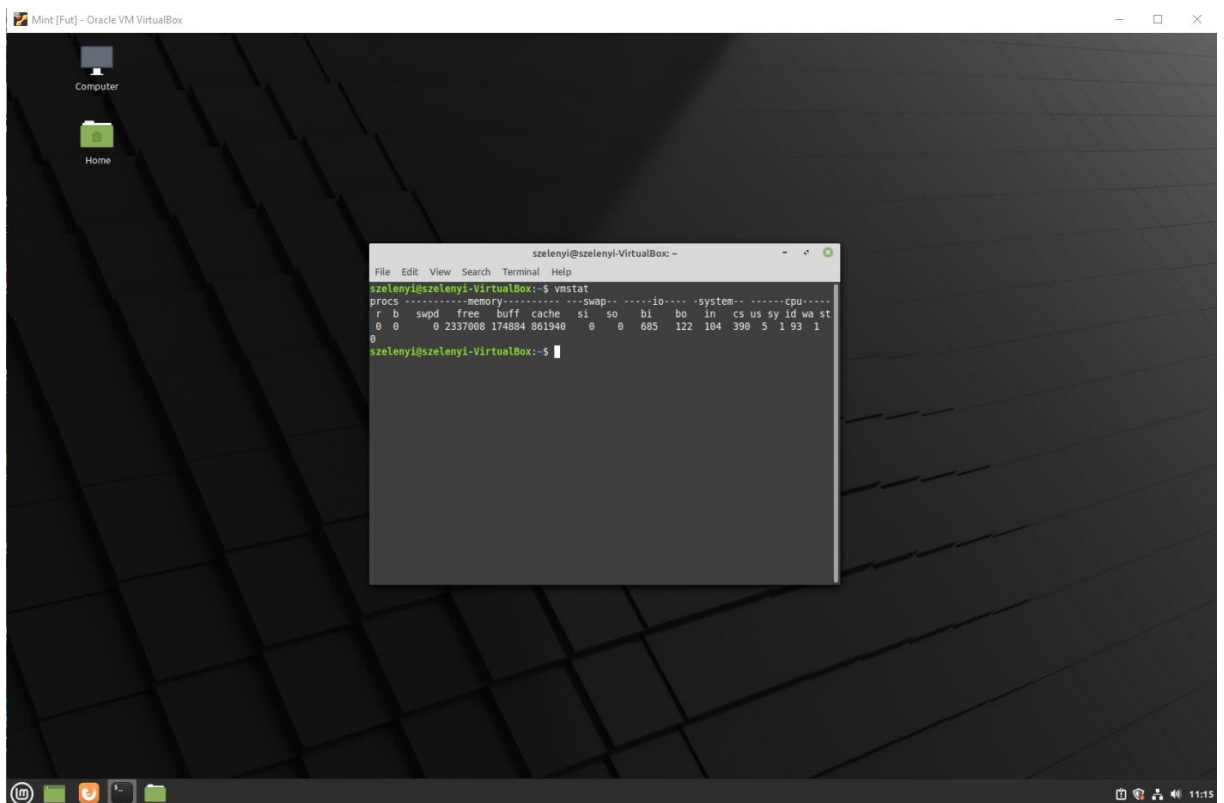 Mint [Fut] - Oracle VM VirtualBox
Computer
Home
szelenyi@szelenyi-VirtualBox: ~
File Edit View Search Terminal Help
szelenyi@szelenyi-VirtualBox:~$ vmstat
procs -----------memory---------- ---swap-- -----io---- -system-- ------cpu-----
 r  b   swpd   free   buff  cache   si   so    bi    bo   in   cs us sy id wa st
 0  0      0 2337008 174884 861940    0    0   685   122  104  390  5  1 93  1
0
szelenyi@szelenyi-VirtualBox:~$
11:15